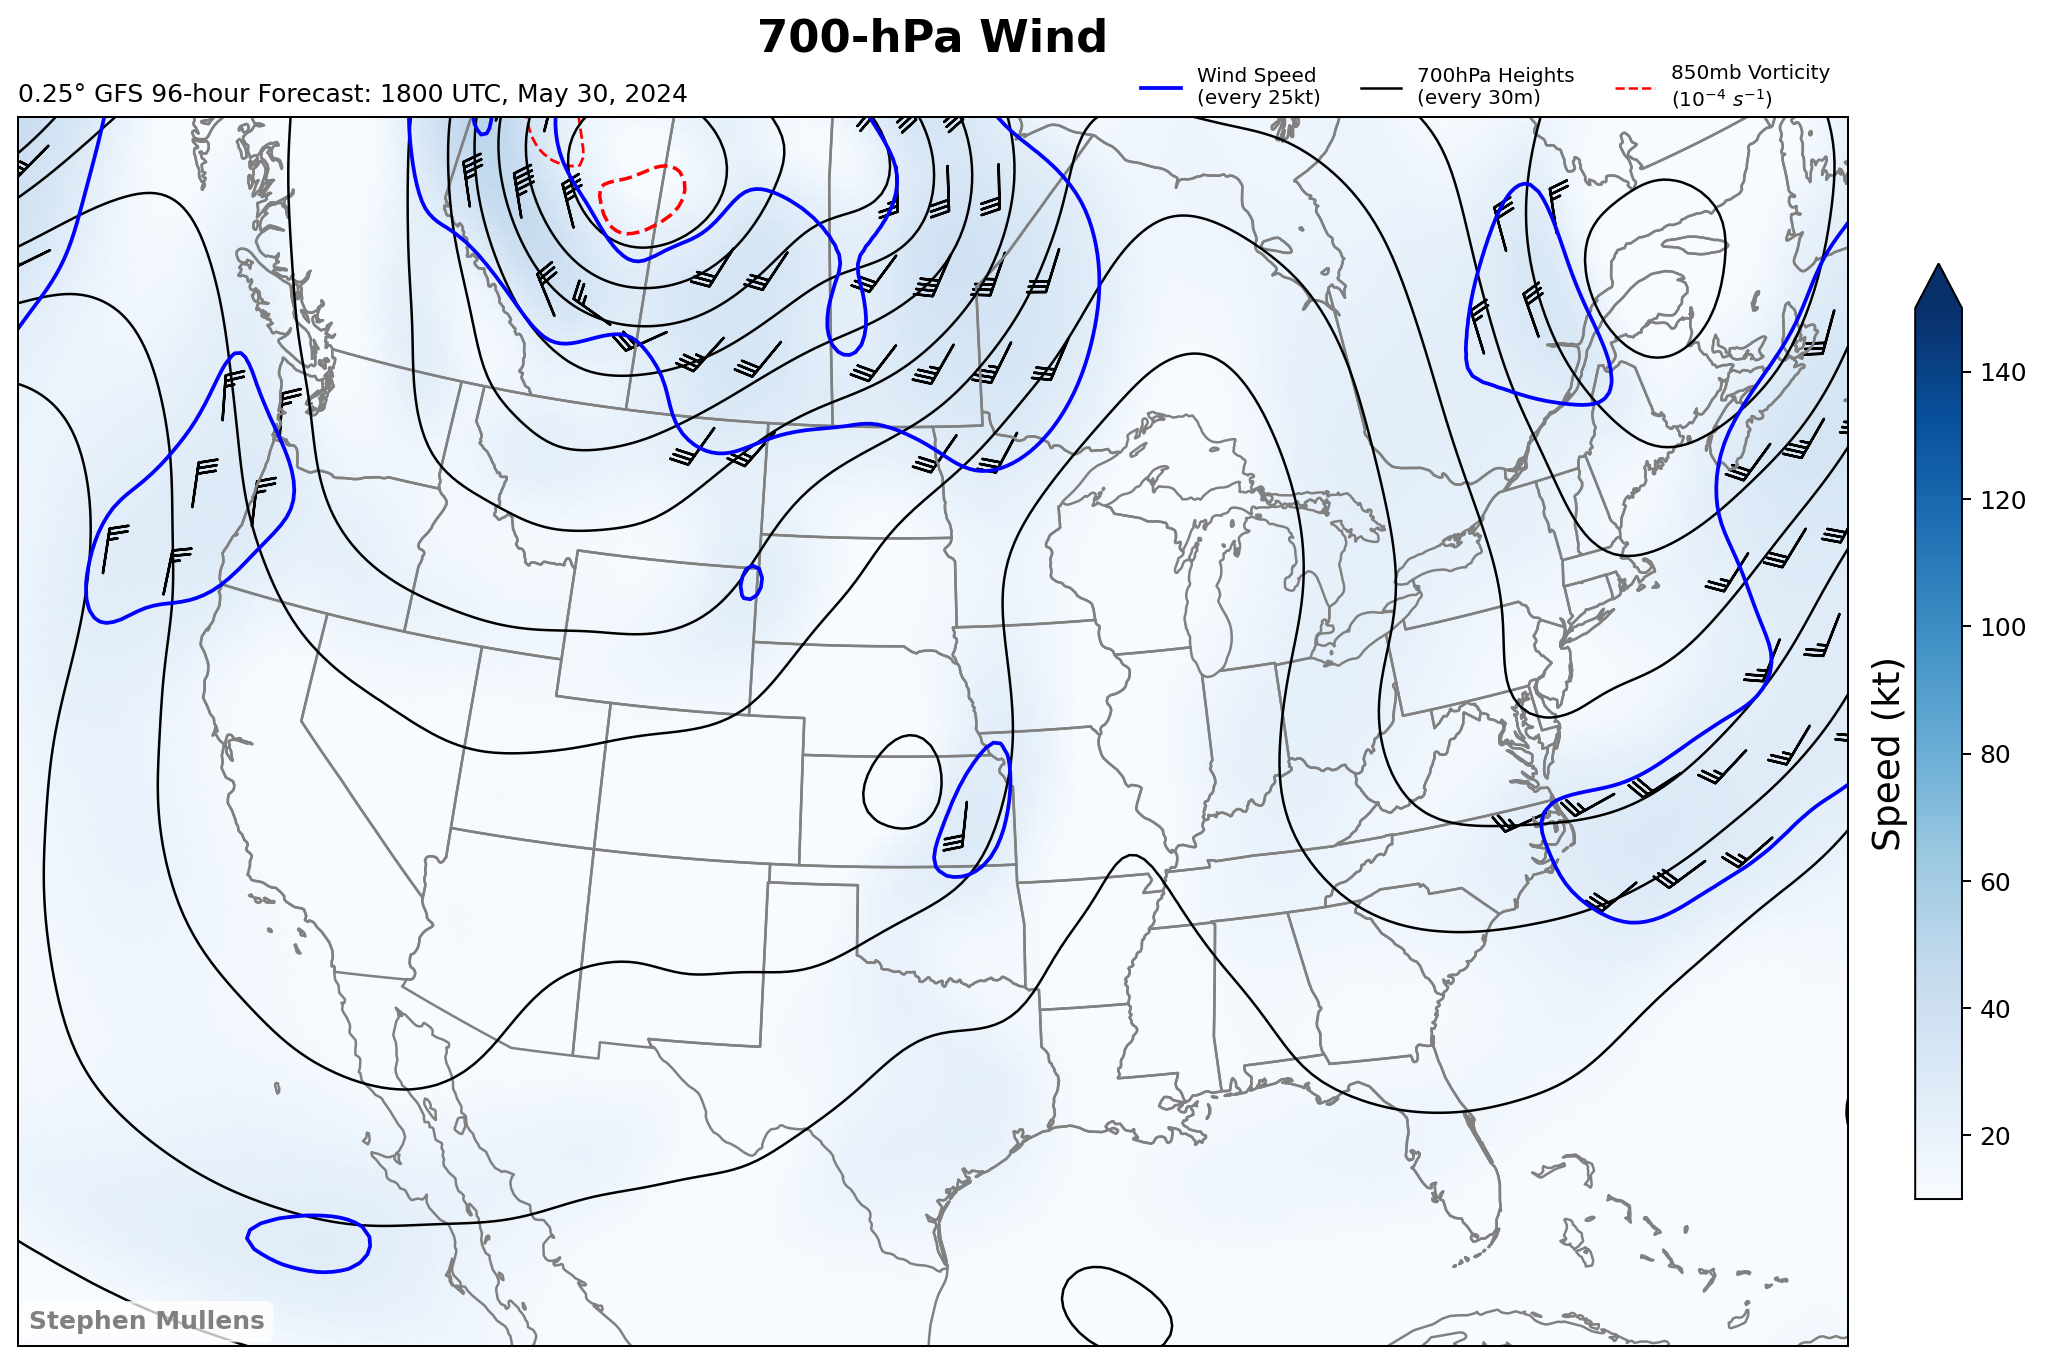 700-hPa Wind
0.25° GFS 96-hour Forecast: 1800 UTC, May 30, 2024
Wind Speed
(every 25kt)
700hPa Heights
(every 30m)
850mb Vorticity
(10⁻⁴ s⁻¹)
140
120
100
80
60
40
20
Speed (kt)
Stephen Mullens